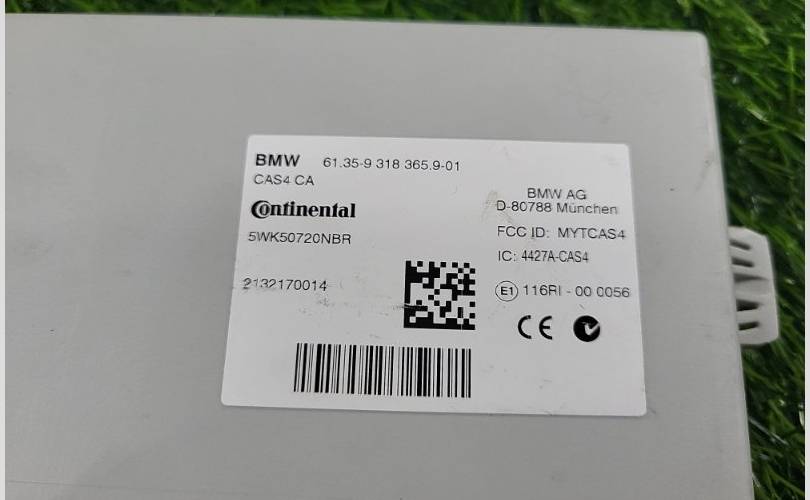 BMW 61.35-9 318 365.9-01
CAS4 CA
Continental
5WK50720NBR
2132170014
BMW AG
D-80788 München
FCC ID: MYTCAS4
IC: 4427A-CAS4
E1 116RI - 00 0056
CE